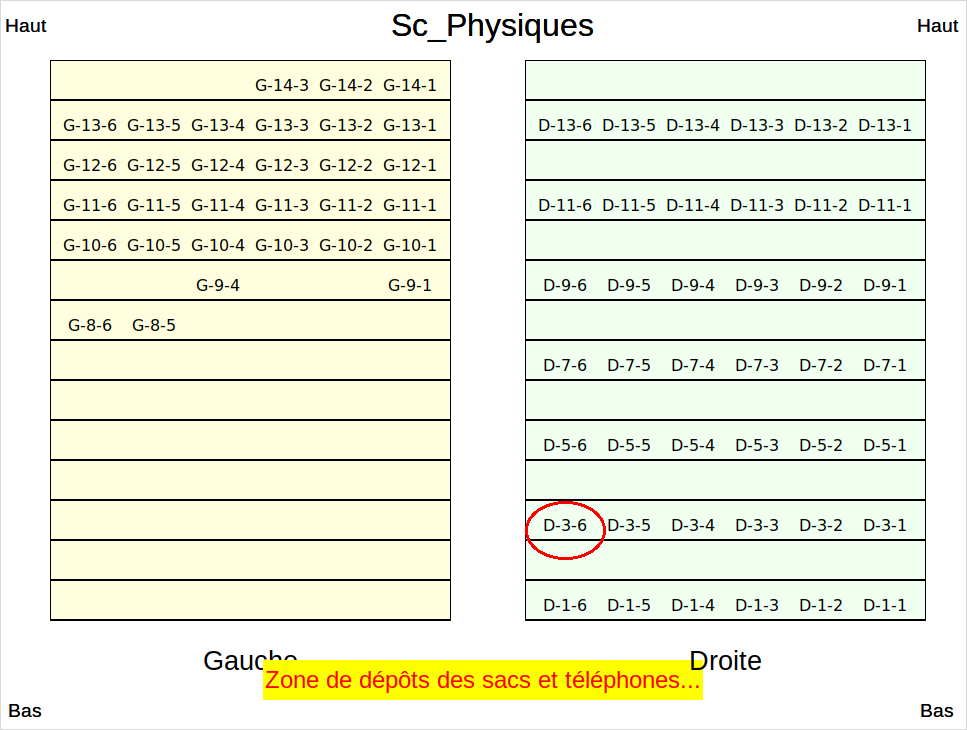 Haut Sc_Physiques Haut
G-14-3 G-14-2 G-14-1
G-13-6 G-13-5 G-13-4 G-13-3 G-13-2 G-13-1 D-13-6 D-13-5 D-13-4 D-13-3 D-13-2 D-13-1
G-12-6 G-12-5 G-12-4 G-12-3 G-12-2 G-12-1
G-11-6 G-11-5 G-11-4 G-11-3 G-11-2 G-11-1 D-11-6 D-11-5 D-11-4 D-11-3 D-11-2 D-11-1
G-10-6 G-10-5 G-10-4 G-10-3 G-10-2 G-10-1
G-9-4 G-9-1 D-9-6 D-9-5 D-9-4 D-9-3 D-9-2 D-9-1
G-8-6 G-8-5
D-7-6 D-7-5 D-7-4 D-7-3 D-7-2 D-7-1
D-5-6 D-5-5 D-5-4 D-5-3 D-5-2 D-5-1
D-3-6 D-3-5 D-3-4 D-3-3 D-3-2 D-3-1
D-1-6 D-1-5 D-1-4 D-1-3 D-1-2 D-1-1
Gauche Droite
Zone de dépôts des sacs et téléphones...
Bas Bas